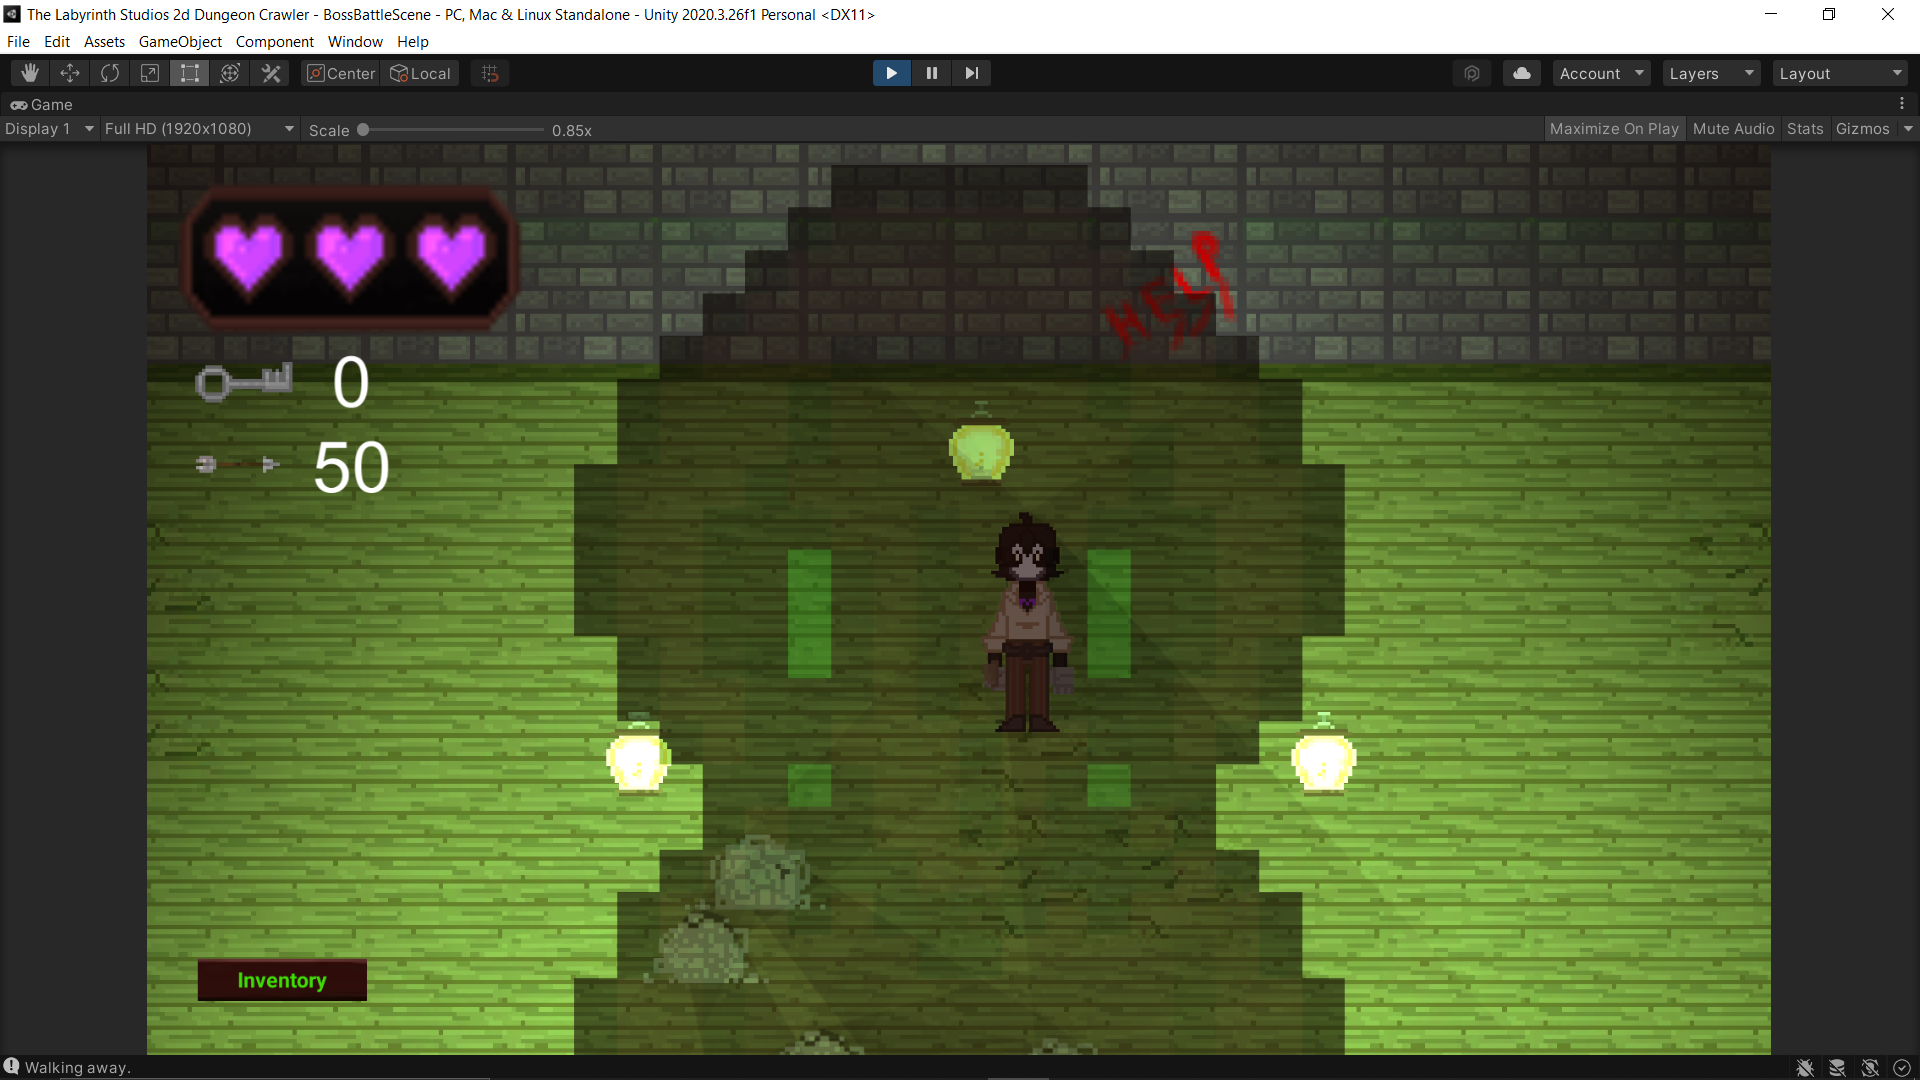 The Labyrinth Studios 2d Dungeon Crawler - BossBattleScene - PC, Mac & Linux Standalone - Unity 2020.3.26f1 Personal <DX11>
File Edit Assets GameObject Component Window Help
Center Local Account Layers Layout
Game
Display 1 Full HD (1920x1080) Scale 0.85x Maximize On Play Mute Audio Stats Gizmos
HELP
0
50
Inventory
Walking away.